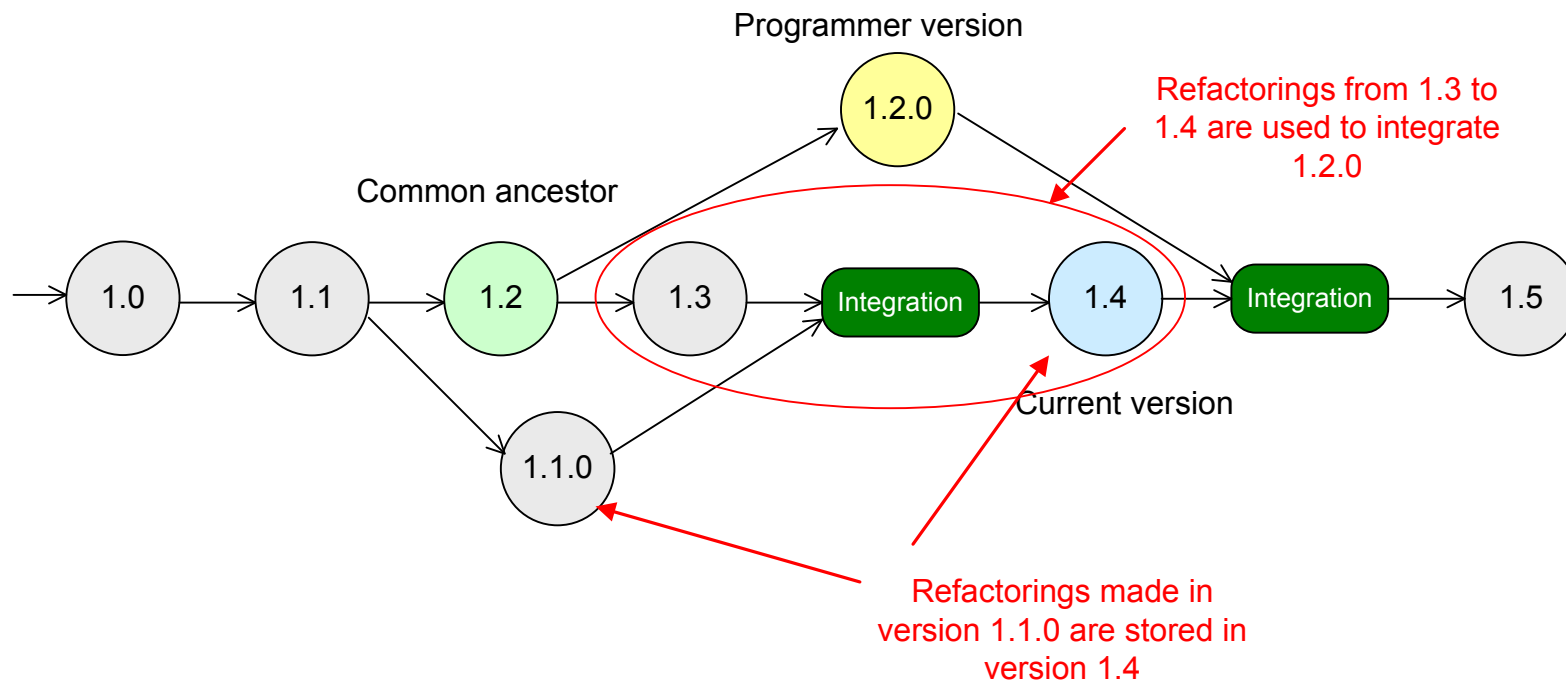 Programmer version
1.2.0
Refactorings from 1.3 to
1.4 are used to integrate
1.2.0
Common ancestor
1.0
1.1
1.2
1.3
Integration
1.4
Integration
1.5
Current version
1.1.0
Refactorings made in
version 1.1.0 are stored in
version 1.4